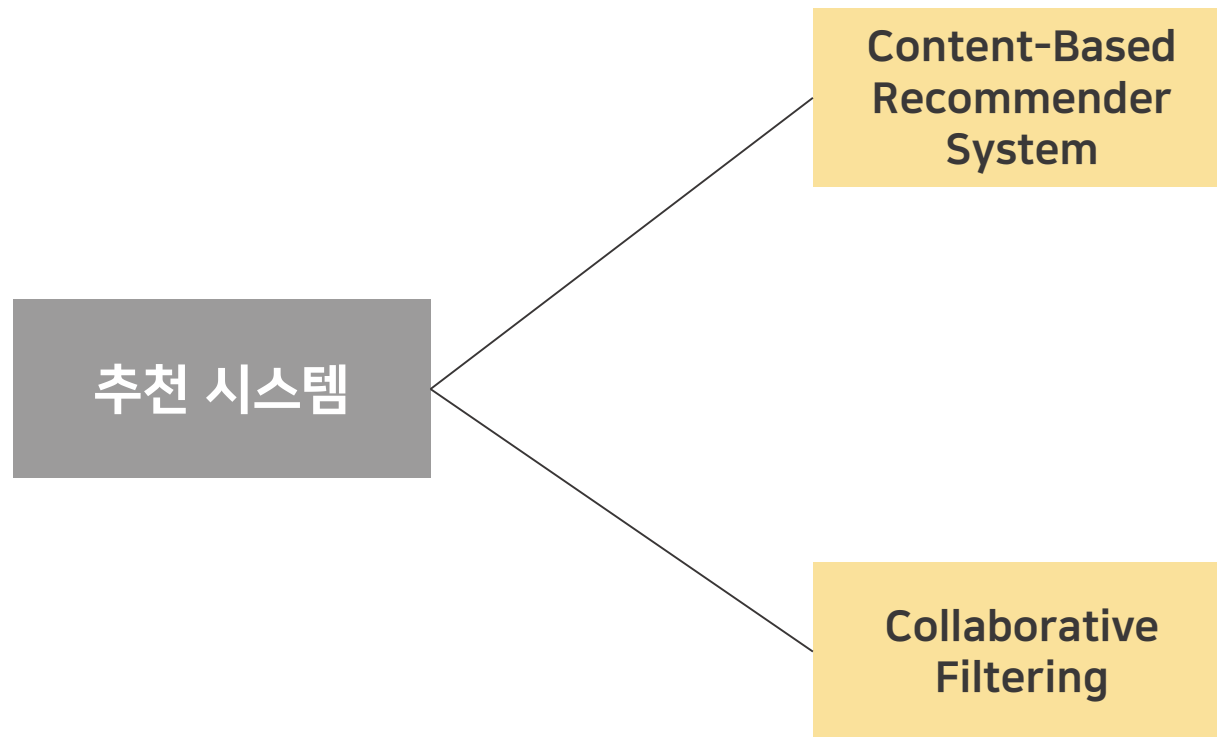 Content-Based
Recommender
System
추천 시스템
Collaborative
Filtering